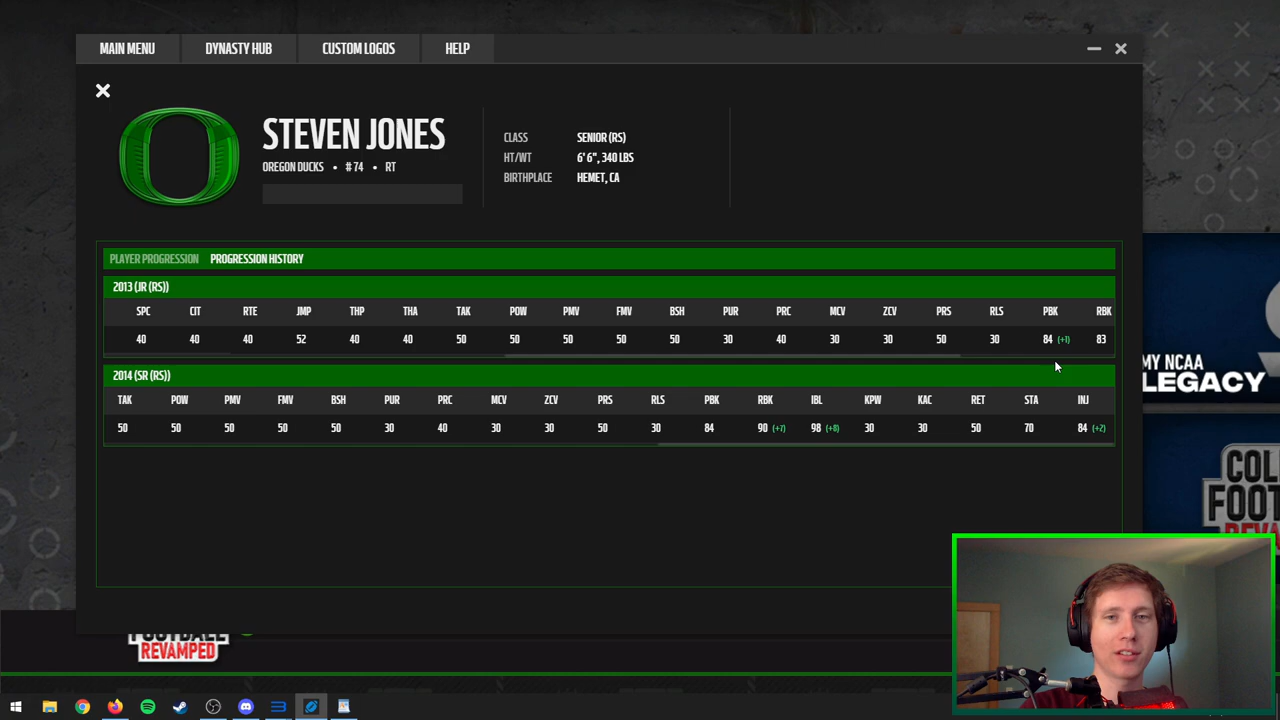 MAIN MENU DYNASTY HUB CUSTOM LOGOS HELP
STEVEN JONES
OREGON DUCKS • # 74 • RT
CLASS SENIOR (RS)
HT/WT 6' 6", 340 LBS
BIRTHPLACE HEMET, CA
PLAYER PROGRESSION PROGRESSION HISTORY
2013 (JR (RS))
SPC CIT RTE JMP THP THA TAK POW PMV FMV BSH PUR PRC MCV ZCV PRS RLS PBK RBK
40 40 40 52 40 40 50 50 50 50 50 30 40 30 30 50 30 84 (+1) 83
2014 (SR (RS))
TAK POW PMV FMV BSH PUR PRC MCV ZCV PRS RLS PBK RBK IBL KPW KAC RET STA INJ
50 50 50 50 50 30 40 30 30 50 30 84 90 (+7) 98 (+8) 30 30 50 70 84 (+2)
MY NCAA
LEGACY
COL
FOOT
FOOTBALL
REVAMPED